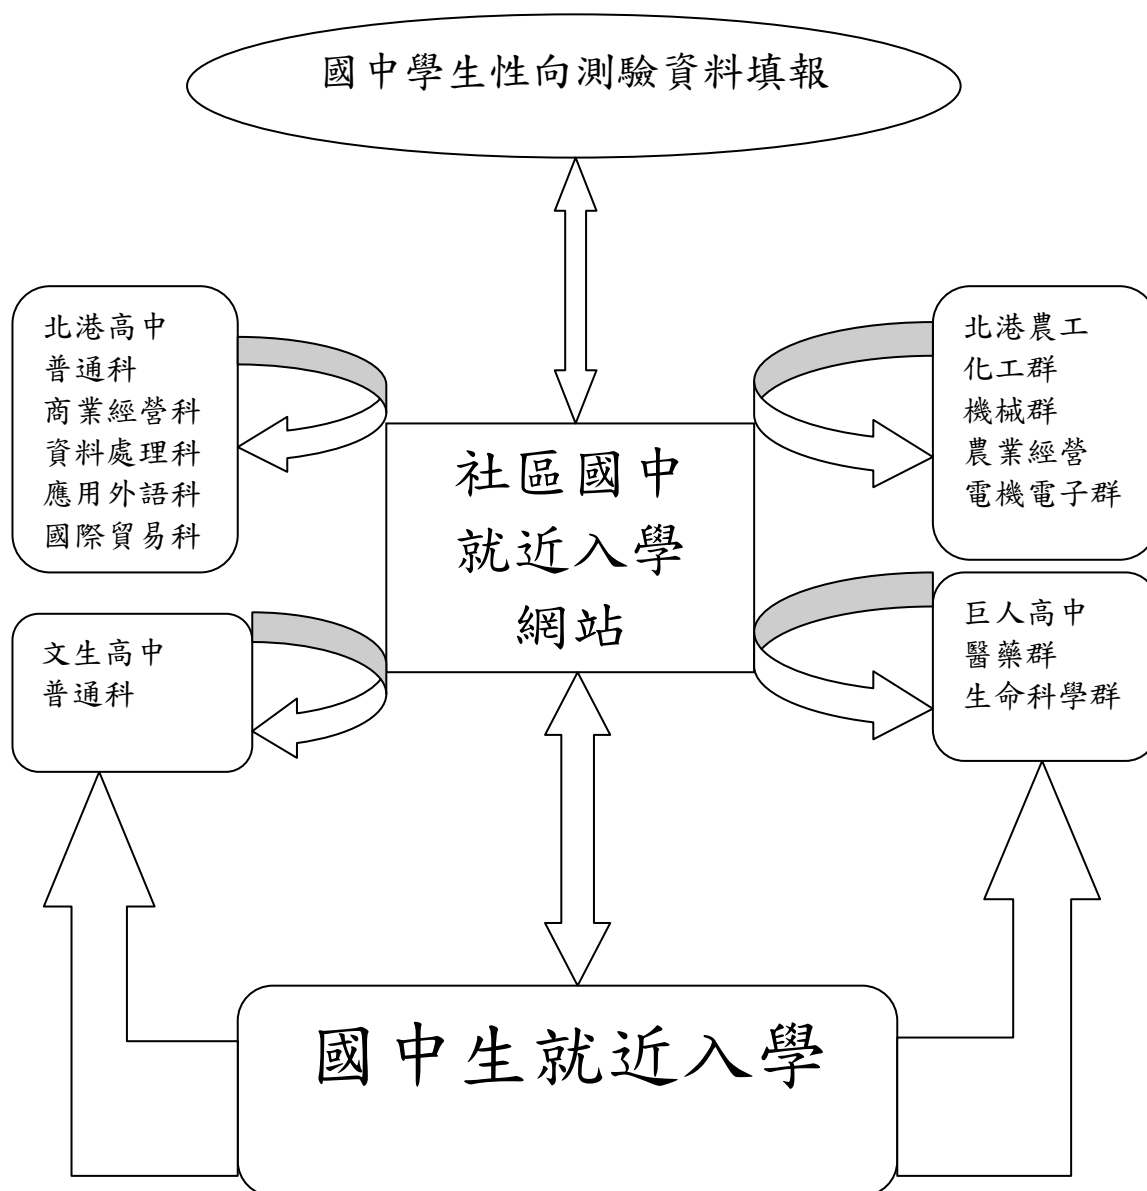 國中學生性向測驗資料填報
北港高中
普通科
商業經營科
資料處理科
應用外語科
國際貿易科
北港農工
化工群
機械群
農業經營
電機電子群
社區國中
就近入學
網站
文生高中
普通科
巨人高中
醫藥群
生命科學群
國中生就近入學